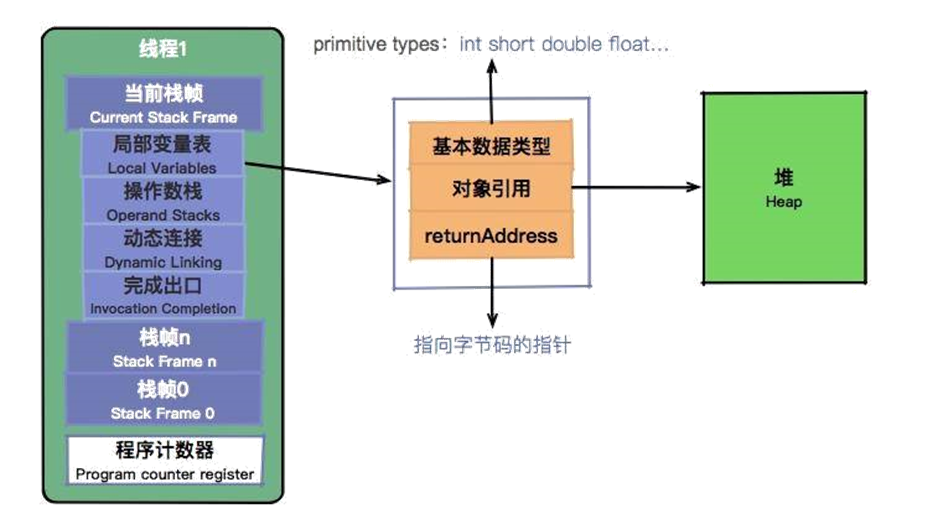 线程1
当前栈帧
Current Stack Frame
局部变量表
Local Variables
操作数栈
Operand Stacks
动态连接
Dynamic Linking
完成出口
Invocation Completion
栈帧n
Stack Frame n
栈帧0
Stack Frame 0
程序计数器
Program counter register
primitive types：int short double float...
基本数据类型
对象引用
returnAddress
指向字节码的指针
堆
Heap